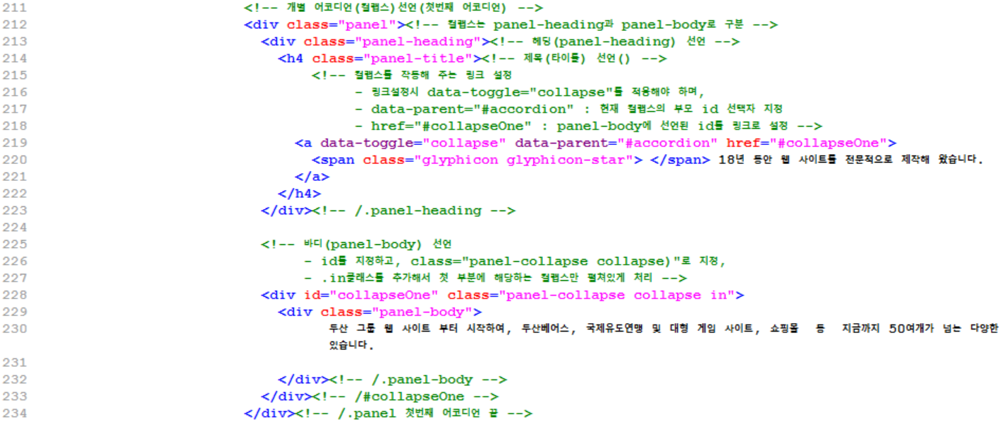 211 <!-- 개별 어코디언(컬랩스)선언(첫번째 어코디언) -->
212 <div class="panel"><!-- 컬랩스는 panel-heading과 panel-body로 구분 -->
213 <div class="panel-heading"><!-- 헤딩(panel-heading) 선언 -->
214 <h4 class="panel-title"><!-- 제목(타이틀) 선언() -->
215 <!-- 컬랩스를 작동해 주는 링크 설정
216 - 링크설정시 data-toggle="collapse"를 적용해야 하며,
217 - data-parent="#accordion" : 현재 컬랩스의 부모 id 선택자 지정
218 - href="#collapseOne" : panel-body에 선언된 id를 링크로 설정 -->
219 <a data-toggle="collapse" data-parent="#accordion" href="#collapseOne">
220 <span class="glyphicon glyphicon-star"> </span> 18년 동안 웹 사이트를 전문적으로 제작해 왔습니다.
221 </a>
222 </h4>
223 </div><!-- /.panel-heading -->
224
225 <!-- 바디(panel-body) 선언
226 - id를 지정하고, class="panel-collapse collapse)"로 지정,
227 - .in클래스를 추가해서 첫 부분에 해당하는 컬랩스만 펼쳐있게 처리 -->
228 <div id="collapseOne" class="panel-collapse collapse in">
229 <div class="panel-body">
230 두산 그룹 웹 사이트 부터 시작하여, 두산베어스, 국제유도연맹 및 대형 게임 사이트, 쇼핑몰 등 지금까지 50여개가 넘는 다양한
있습니다.
231
232 </div><!-- /.panel-body -->
233 </div><!-- /#collapseOne -->
234 </div><!-- /.panel 첫번째 어코디언 끝 -->